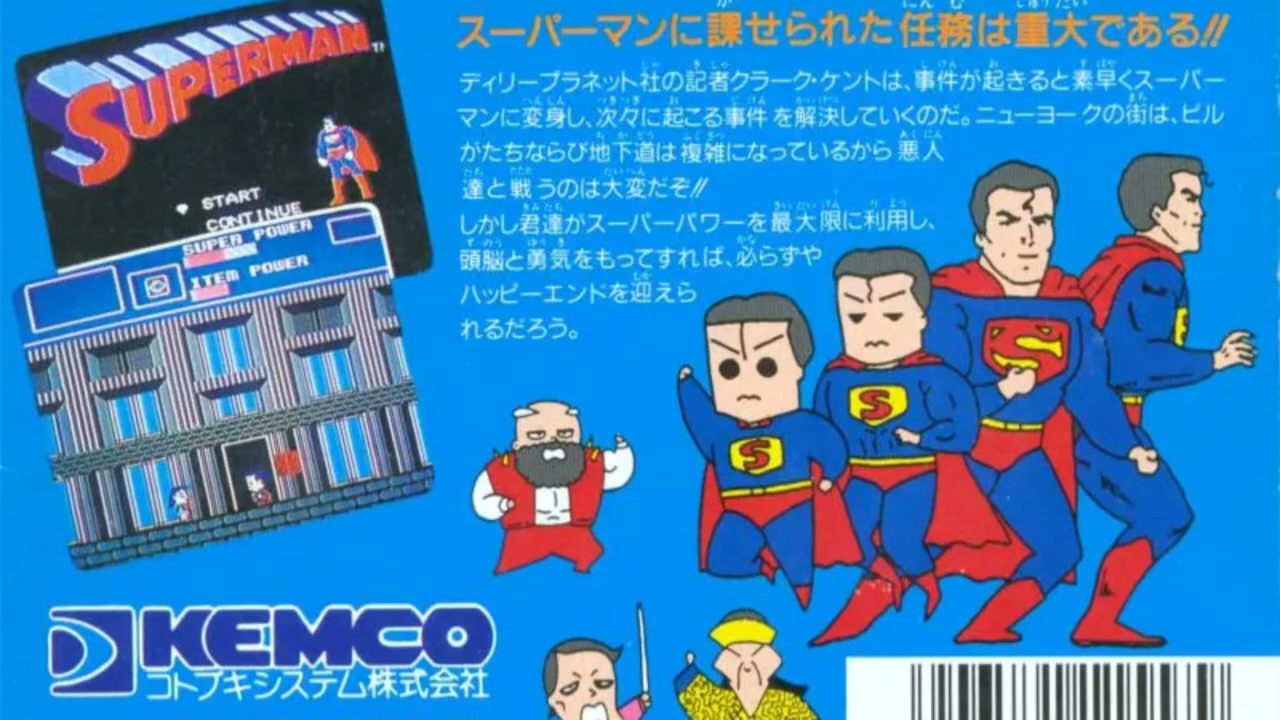 SUPERMAN™
START
CONTINUE
SUPER POWER
ITEM POWER
スーパーマンに課せられた任務は重大である!!
ディリープラネット社の記者クラーク・ケントは、事件が起きると素早くスーパー
マンに変身し、次々に起こる事件を解決していくのだ。ニューヨークの街は、ビル
がたちならび地下道は複雑になっているから悪人
達と戦うのは大変だぞ!!
しかし君達がスーパーパワーを最大限に利用し、
頭脳と勇気をもってすれば、必らずや
ハッピーエンドを迎えら
れるだろう。
S
S
S
KEMCO
コトブキシステム株式会社